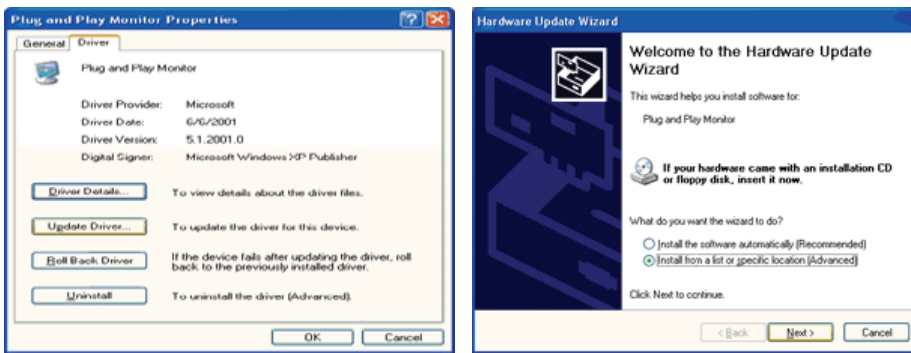 Plug and Play Monitor Properties
General
Driver
Plug and Play Monitor
Driver Provider: Microsoft
Driver Date: 6/6/2001
Driver Version: 5.1.2001.0
Digital Signer: Microsoft Windows XP Publisher
Driver Details...
To view details about the driver files.
Update Driver...
To update the driver for this device.
Roll Back Driver
If the device fails after updating the driver, roll
back to the previously installed driver.
Uninstall
To uninstall the driver (Advanced).
OK
Cancel
Hardware Update Wizard
Welcome to the Hardware Update
Wizard
This wizard helps you install software for:
Plug and Play Monitor
If your hardware came with an installation CD
or floppy disk, insert it now.
What do you want the wizard to do?
Install the software automatically (Recommended)
Install from a list or specific location (Advanced)
Click Next to continue.
< Back
Next >
Cancel